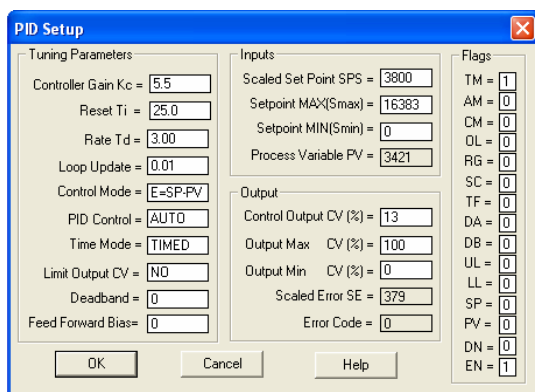 PID Setup
Tuning Parameters
Controller Gain Kc = 5.5
Reset Ti = 25.0
Rate Td = 3.00
Loop Update = 0.01
Control Mode = E=SP-PV
PID Control = AUTO
Time Mode = TIMED
Limit Output CV = NO
Deadband = 0
Feed Forward Bias= 0
Inputs
Scaled Set Point SPS = 3800
Setpoint MAX(Smax) = 16383
Setpoint MIN(Smin) = 0
Process Variable PV = 3421
Output
Control Output CV (%) = 13
Output Max CV (%) = 100
Output Min CV (%) = 0
Scaled Error SE = 379
Error Code = 0
Flags
TM = 1
AM = 0
CM = 0
OL = 0
RG = 0
SC = 0
TF = 0
DA = 0
DB = 0
UL = 0
LL = 0
SP = 0
PV = 0
DN = 0
EN = 1
OK
Cancel
Help